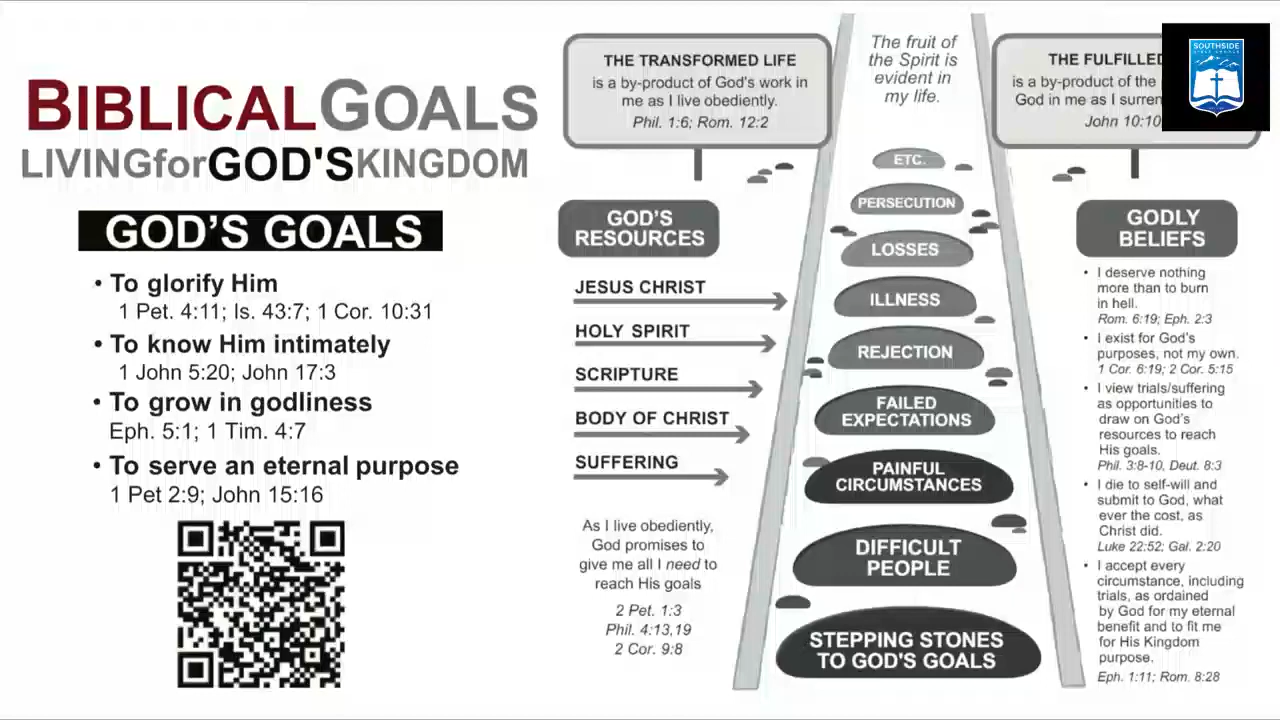 BIBLICALGOALS
LIVINGforGOD'SKINGDOM
GOD'S GOALS
• To glorify Him
1 Pet. 4:11; Is. 43:7; 1 Cor. 10:31
• To know Him intimately
1 John 5:20; John 17:3
• To grow in godliness
Eph. 5:1; 1 Tim. 4:7
• To serve an eternal purpose
1 Pet 2:9; John 15:16
THE TRANSFORMED LIFE
is a by-product of God's work in
me as I live obediently.
Phil. 1:6; Rom. 12:2
GOD'S
RESOURCES
JESUS CHRIST
HOLY SPIRIT
SCRIPTURE
BODY OF CHRIST
SUFFERING
As I live obediently,
God promises to
give me all I need to
reach His goals
2 Pet. 1:3
Phil. 4:13,19
2 Cor. 9:8
The fruit of
the Spirit is
evident in
my life.
ETC.
PERSECUTION
LOSSES
ILLNESS
REJECTION
FAILED
EXPECTATIONS
PAINFUL
CIRCUMSTANCES
DIFFICULT
PEOPLE
STEPPING STONES
TO GOD'S GOALS
THE FULFILLED
is a by-product of the
God in me as I surren
John 10:10
SOUTHSIDE
GODLY
BELIEFS
• I deserve nothing
more than to burn
in hell.
Rom. 6:19; Eph. 2:3
• I exist for God's
purposes, not my own.
1 Cor. 6:19; 2 Cor. 5:15
• I view trials/suffering
as opportunities to
draw on God's
resources to reach
His goals.
Phil. 3:8-10, Deut. 8:3
• I die to self-will and
submit to God, what
ever the cost, as
Christ did.
Luke 22:52; Gal. 2:20
• I accept every
circumstance, including
trials, as ordained
by God for my eternal
benefit and to fit me
for His Kingdom
purpose.
Eph. 1:11; Rom. 8:28